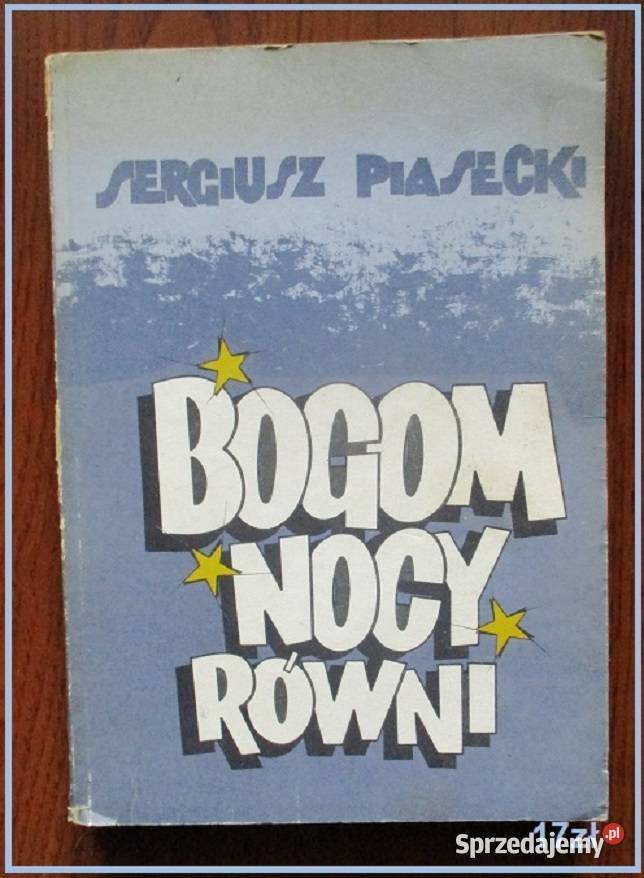 SERGIUSZ PIASECKI
BOGOM
NOCY
RÓWNI
17zł
Sprzedajemy.pl